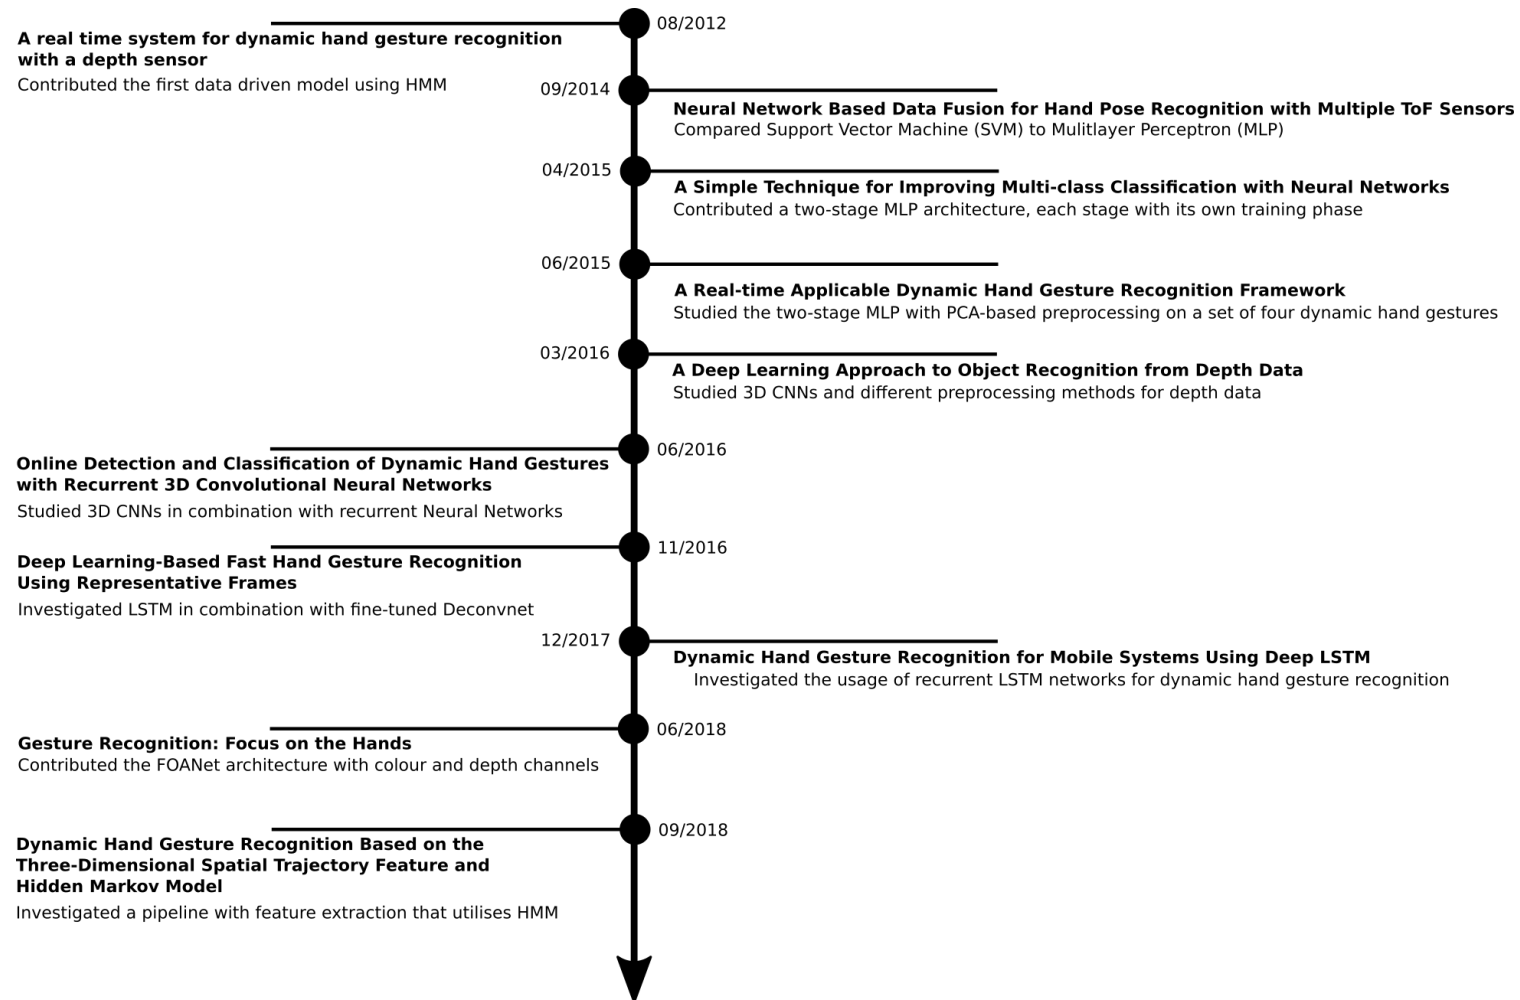 08/2012
A real time system for dynamic hand gesture recognition
with a depth sensor
Contributed the first data driven model using HMM
09/2014
Neural Network Based Data Fusion for Hand Pose Recognition with Multiple ToF Sensors
Compared Support Vector Machine (SVM) to Mulitlayer Perceptron (MLP)
04/2015
A Simple Technique for Improving Multi-class Classification with Neural Networks
Contributed a two-stage MLP architecture, each stage with its own training phase
06/2015
A Real-time Applicable Dynamic Hand Gesture Recognition Framework
Studied the two-stage MLP with PCA-based preprocessing on a set of four dynamic hand gestures
03/2016
A Deep Learning Approach to Object Recognition from Depth Data
Studied 3D CNNs and different preprocessing methods for depth data
06/2016
Online Detection and Classification of Dynamic Hand Gestures
with Recurrent 3D Convolutional Neural Networks
Studied 3D CNNs in combination with recurrent Neural Networks
11/2016
Deep Learning-Based Fast Hand Gesture Recognition
Using Representative Frames
Investigated LSTM in combination with fine-tuned Deconvnet
12/2017
Dynamic Hand Gesture Recognition for Mobile Systems Using Deep LSTM
Investigated the usage of recurrent LSTM networks for dynamic hand gesture recognition
06/2018
Gesture Recognition: Focus on the Hands
Contributed the FOANet architecture with colour and depth channels
09/2018
Dynamic Hand Gesture Recognition Based on the
Three-Dimensional Spatial Trajectory Feature and
Hidden Markov Model
Investigated a pipeline with feature extraction that utilises HMM